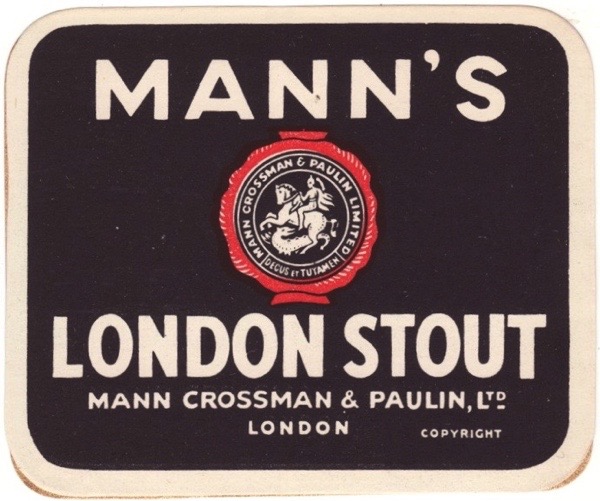 MANN'S
MANN CROSSMAN & PAULIN LIMITED
DECUS ET TUTAMEN
LONDON STOUT
MANN CROSSMAN & PAULIN, LTD
LONDON
COPYRIGHT